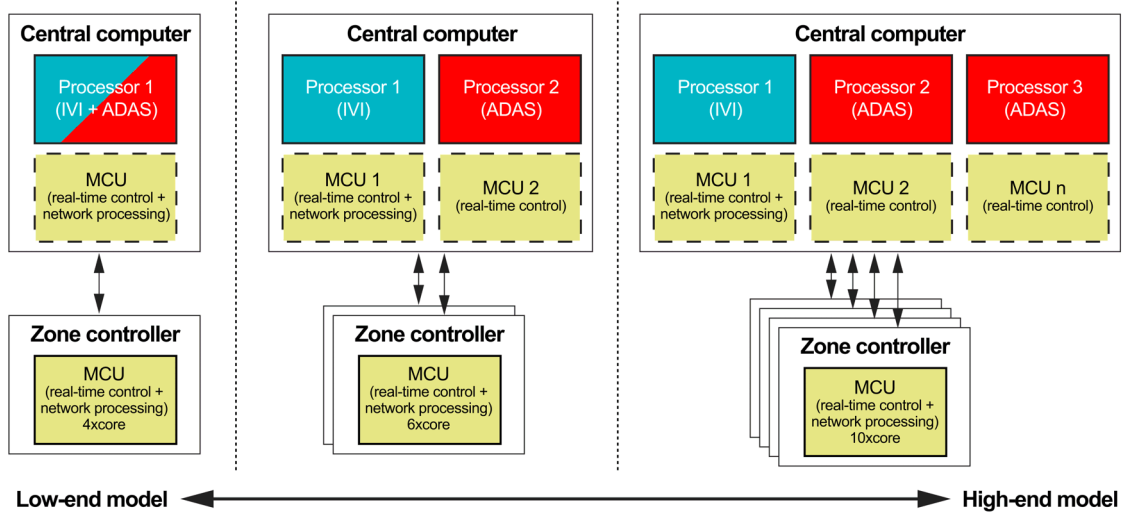 Central computer
Processor 1
(IVI + ADAS)
MCU
(real-time control +
network processing)
Zone controller
MCU
(real-time control +
network processing)
4xcore
Central computer
Processor 1
(IVI)
Processor 2
(ADAS)
MCU 1
(real-time control +
network processing)
MCU 2
(real-time control)
Zone controller
MCU
(real-time control +
network processing)
6xcore
Central computer
Processor 1
(IVI)
Processor 2
(ADAS)
Processor 3
(ADAS)
MCU 1
(real-time control +
network processing)
MCU 2
(real-time control)
MCU n
(real-time control)
Zone controller
MCU
(real-time control +
network processing)
10xcore
Low-end model
High-end model